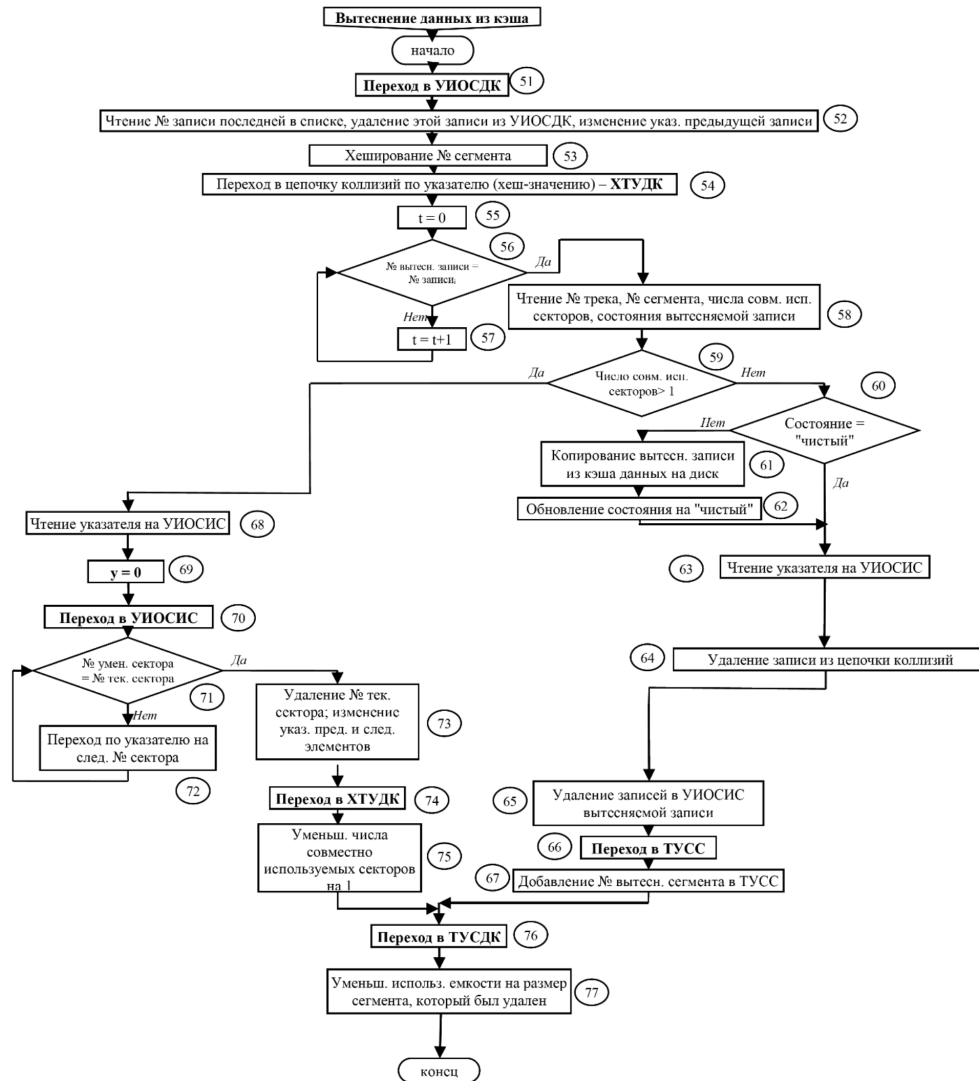 Вытеснение данных из кэша
начало
Переход в УИОСДК
51
Чтение № записи последней в списке, удаление этой записи из УИОСДК, изменение указ. предыдущей записи
52
Хеширование № сегмента
53
Переход в цепочку коллизий по указателю (хеш-значению) – ХТУДК
54
t = 0
55
56
№ вытесн. записи =
№ записиᵢ
Да
Нет
t = t+1
57
Чтение № трека, № сегмента, числа совм. исп.
секторов, состояния вытесняемой записи
58
59
Число совм. исп.
секторов> 1
Да
Нет
60
Состояние =
"чистый"
Нет
Да
Копирование вытесн. записи
из кэша данных на диск
61
Обновление состояния на "чистый"
62
63
Чтение указателя на УИОСИС
64
Удаление записи из цепочки коллизий
65
Удаление записей в УИОСИС
вытесняемой записи
66
Переход в ТУСС
67
Добавление № вытесн. сегмента в ТУСС
Чтение указателя на УИОСИС
68
y = 0
69
Переход в УИОСИС
70
№ умен. сектора
= № тек. сектора
71
Да
Нет
Переход по указателю на
след. № сектора
72
Удаление № тек.
сектора; изменение
указ. пред. и след.
элементов
73
Переход в ХТУДК
74
Уменьш. числа
совместно
используемых секторов
на 1
75
Переход в ТУСДК
76
Уменьш. использ. емкости на размер
сегмента, который был удален
77
конец